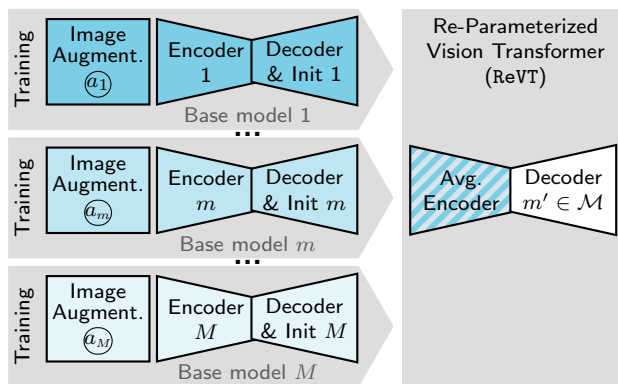 Training
Image
Augment.
a₁
Encoder
1
Decoder
& Init 1
Base model 1
...
Training
Image
Augment.
aₘ
Encoder
m
Decoder
& Init m
Base model m
...
Training
Image
Augment.
a_M
Encoder
M
Decoder
& Init M
Base model M
Re-Parameterized
Vision Transformer
(ReVT)
Avg.
Encoder
Decoder
m′ ∈ ℳ